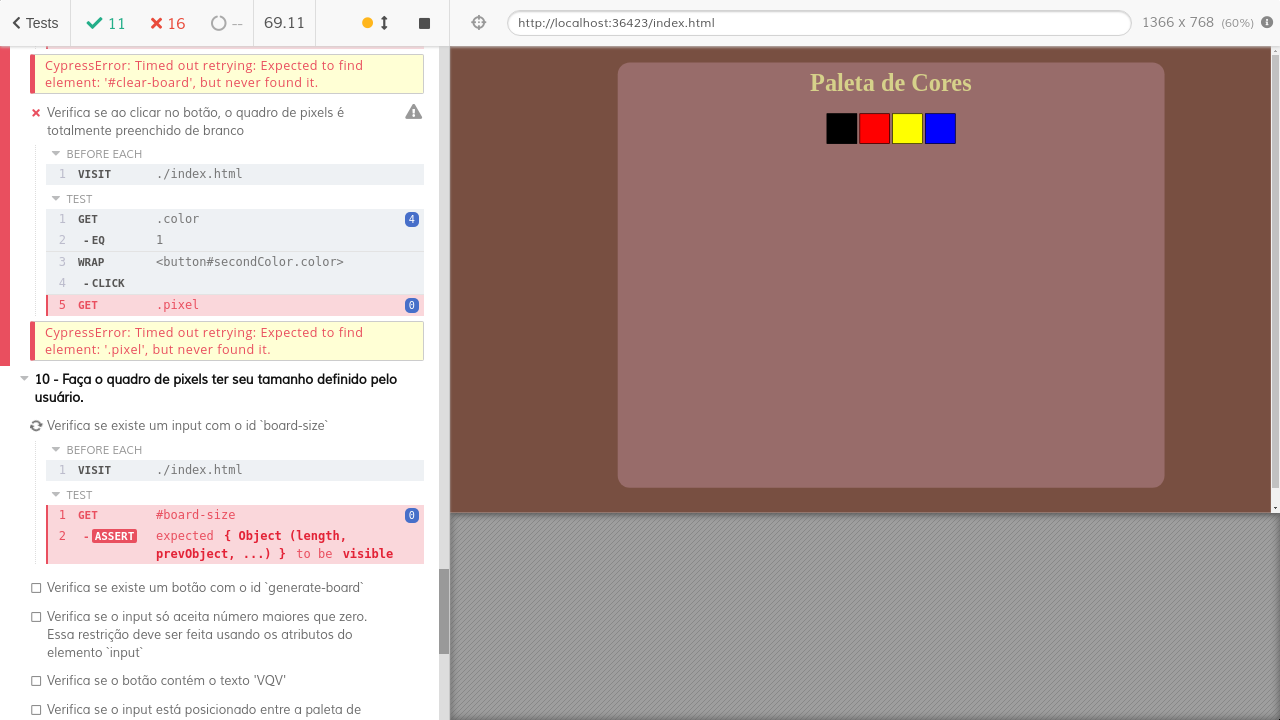 Tests 11 16 -- 69.11 http://localhost:36423/index.html 1366 x 768 (60%)
CypressError: Timed out retrying: Expected to find
element: '#clear-board', but never found it.
Verifica se ao clicar no botão, o quadro de pixels é
totalmente preenchido de branco
BEFORE EACH
1 VISIT ./index.html
TEST
1 GET .color 4
2 - EQ 1
3 WRAP <button#secondColor.color>
4 - CLICK
5 GET .pixel 0
CypressError: Timed out retrying: Expected to find
element: '.pixel', but never found it.
10 - Faça o quadro de pixels ter seu tamanho definido pelo
usuário.
Verifica se existe um input com o id `board-size`
BEFORE EACH
1 VISIT ./index.html
TEST
1 GET #board-size 0
2 - ASSERT expected { Object (length,
prevObject, ...) } to be visible
Verifica se existe um botão com o id `generate-board`
Verifica se o input só aceita número maiores que zero.
Essa restrição deve ser feita usando os atributos do
elemento `input`
Verifica se o botão contém o texto 'VQV'
Verifica se o input está posicionado entre a paleta de
Paleta de Cores